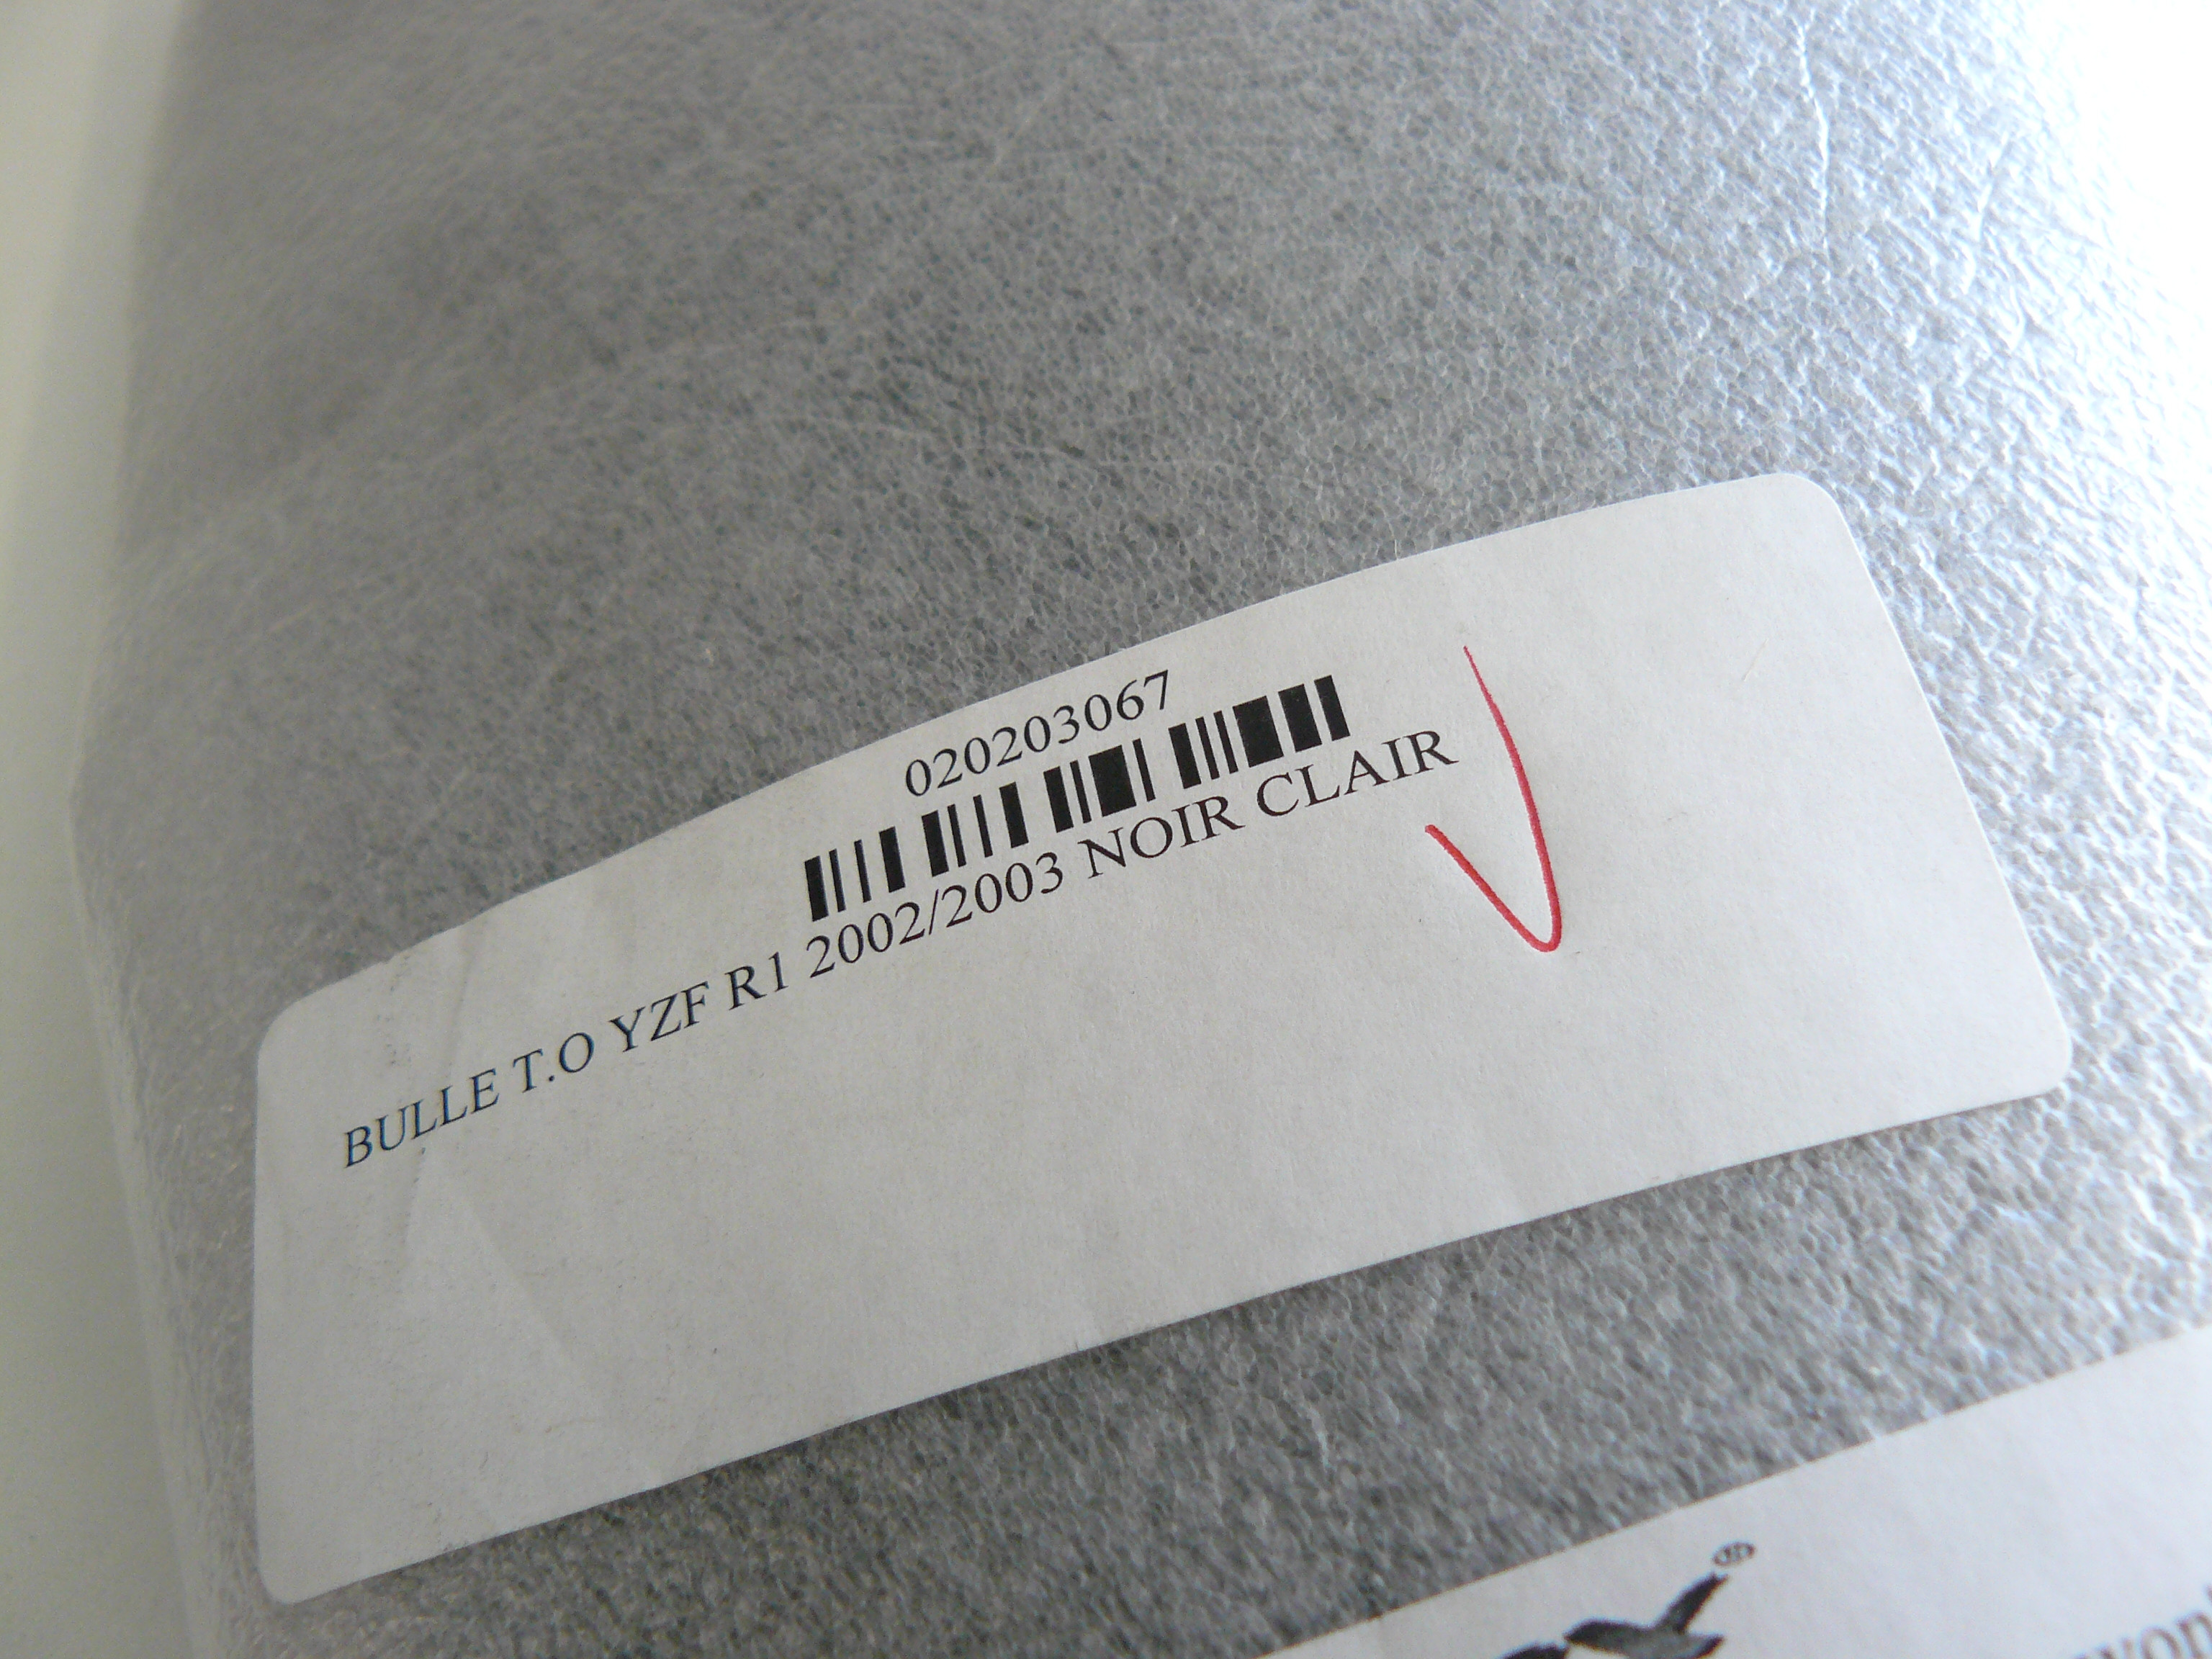 020203067
BULLE T.O YZF R1 2002/2003 NOIR CLAIR
®